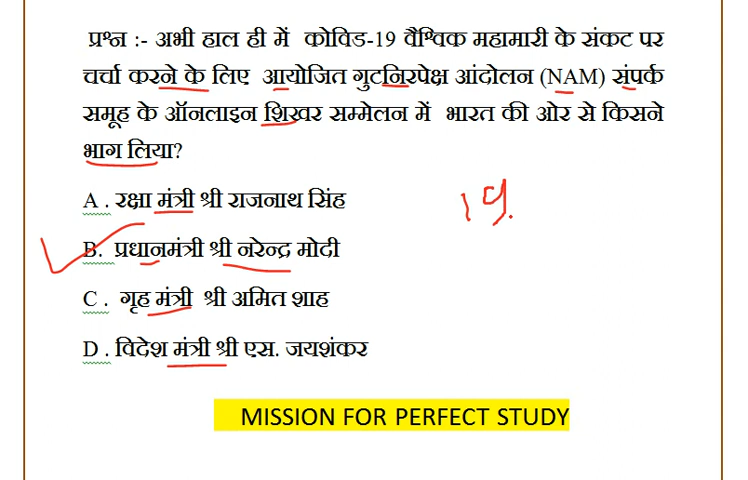 प्रश्न :- अभी हाल ही में कोविड-19 वैश्विक महामारी के संकट पर
चर्चा करने के लिए आयोजित गुटनिरपेक्ष आंदोलन (NAM) संपर्क
समूह के ऑनलाइन शिखर सम्मेलन में भारत की ओर से किसने
भाग लिया?
A . रक्षा मंत्री श्री राजनाथ सिंह
B. प्रधानमंत्री श्री नरेन्द्र मोदी
C . गृह मंत्री श्री अमित शाह
D . विदेश मंत्री श्री एस. जयशंकर
MISSION FOR PERFECT STUDY